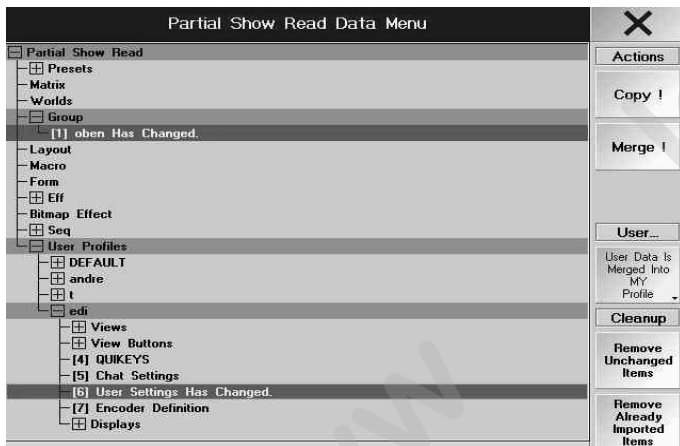 Partial Show Read Data Menu
Partial Show Read
Presets
Matrix
Worlds
Group
[1] oben Has Changed.
Layout
Macro
Form
Eff
Bitmap Effect
Seq
User Profiles
DEFAULT
andre
t
edi
Views
View Buttons
[4] QUIKEYS
[5] Chat Settings
[6] User Settings Has Changed.
[7] Encoder Definition
Displays
Actions
Copy !
Merge !
User...
User Data Is
Merged Into
MY
Profile
Cleanup
Remove
Unchanged
Items
Remove
Already
Imported
Items